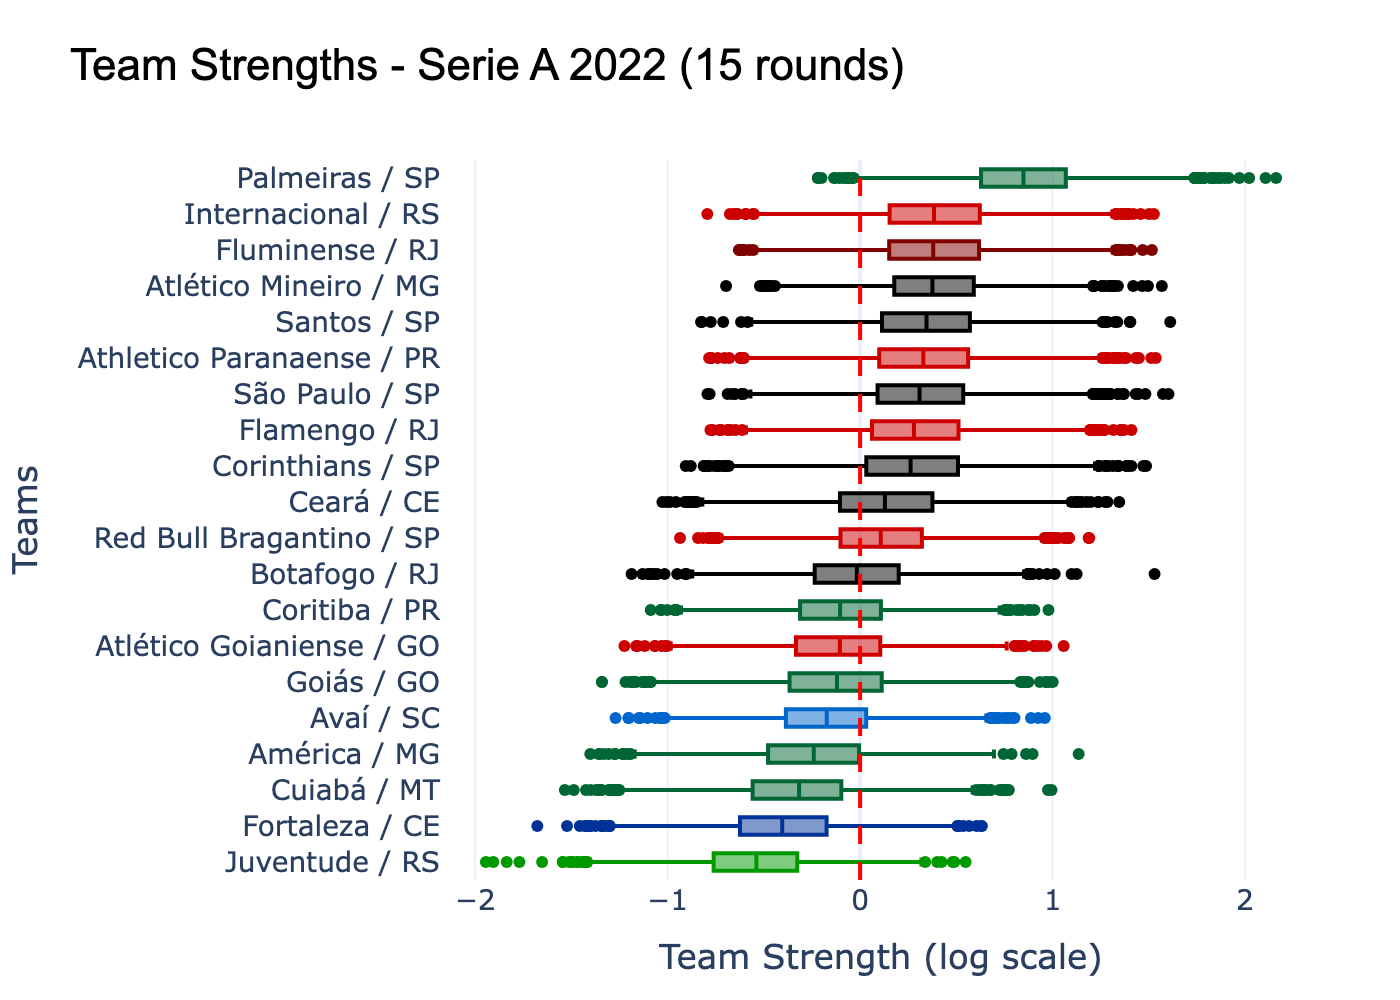 Team Strengths - Serie A 2022 (15 rounds)
Palmeiras / SP
Internacional / RS
Fluminense / RJ
Atlético Mineiro / MG
Santos / SP
Athletico Paranaense / PR
São Paulo / SP
Flamengo / RJ
Corinthians / SP
Ceará / CE
Red Bull Bragantino / SP
Botafogo / RJ
Coritiba / PR
Atlético Goianiense / GO
Goiás / GO
Avaí / SC
América / MG
Cuiabá / MT
Fortaleza / CE
Juventude / RS
Teams
−2 −1 0 1 2
Team Strength (log scale)